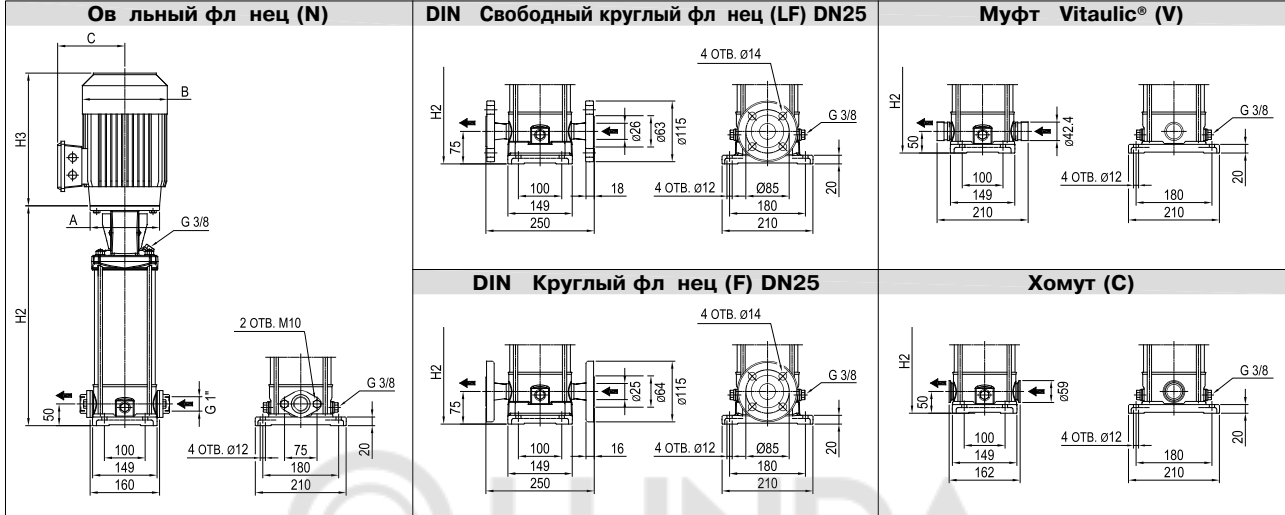 Ов льный фл нец (N)
C
B
H3
A
G 3/8
H2
2 ОТВ. M10
G 3/8
50
G 1"
4 ОТВ. ø12
75
20
100
149
160
180
210
DIN Свободный круглый фл нец (LF) DN25
4 ОТВ. ø14
H2
75
ø26
ø63
ø115
G 3/8
100
18
149
250
4 ОТВ. ø12
Ø85
180
210
20
DIN Круглый фл нец (F) DN25
4 ОТВ. ø14
H2
75
ø25
ø64
ø115
G 3/8
100
16
149
250
4 ОТВ. ø12
Ø85
180
210
20
Муфт Vitaulic® (V)
H2
50
ø42.4
G 3/8
100
149
210
4 ОТВ. ø12
180
210
20
Хомут (C)
H2
50
ø59
G 3/8
100
149
162
4 ОТВ. ø12
180
210
20
LUNDA